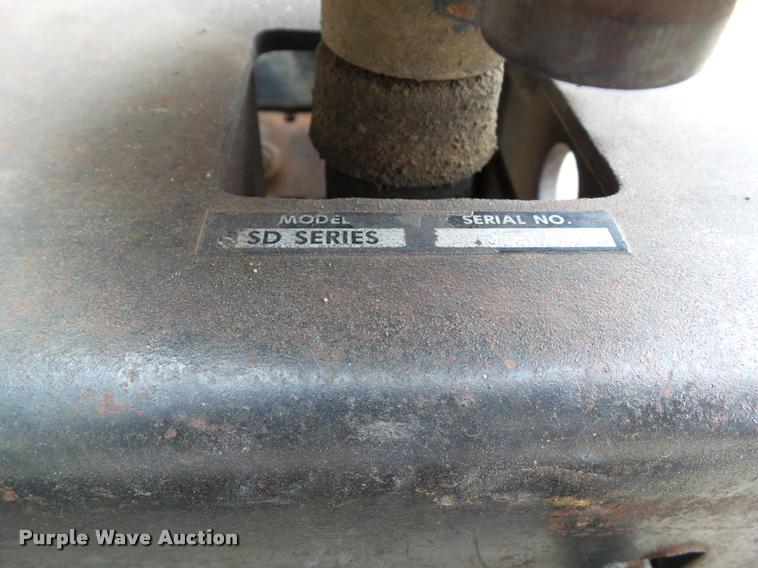 MODEL SERIAL NO.
SD SERIES
Purple Wave Auction